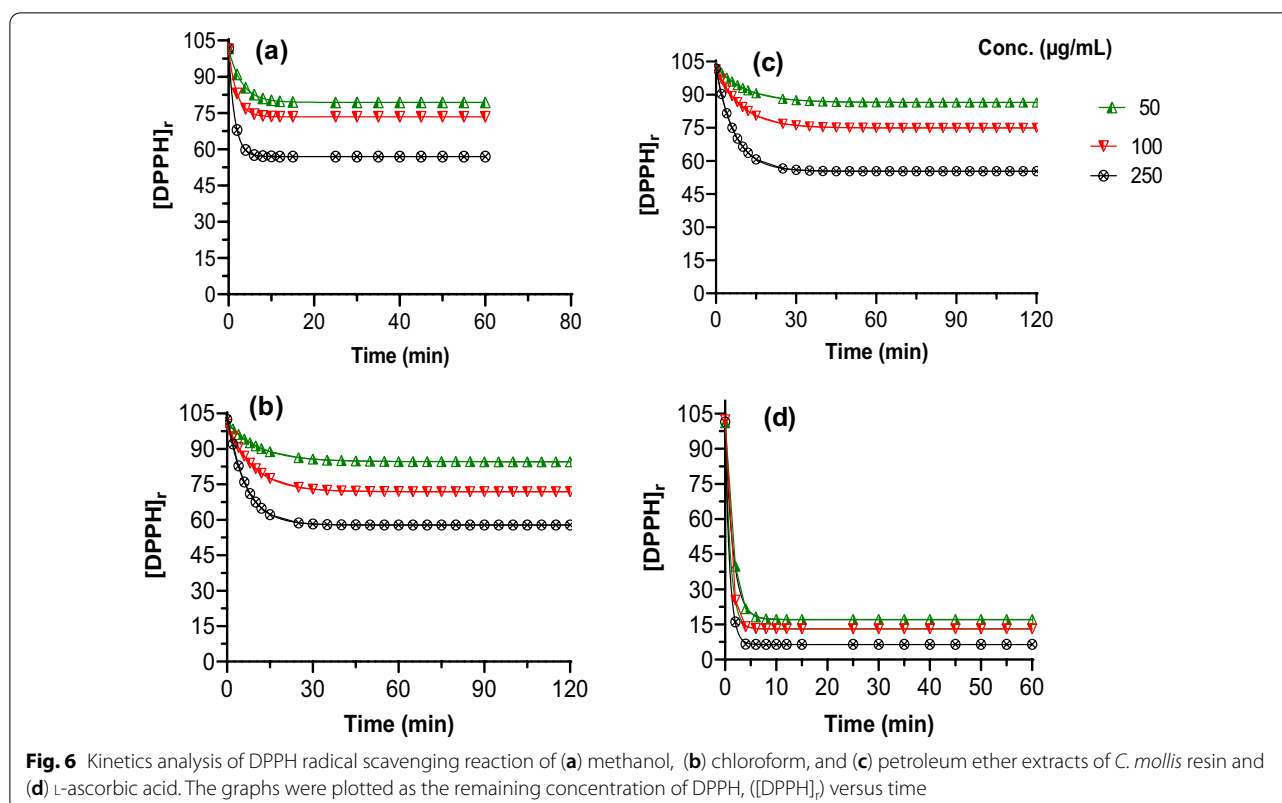 (a)
105
90
75
60
45
30
15
0
[DPPH]r
0 20 40 60 80
Time (min)
(c)
105
90
75
60
45
30
15
0
[DPPH]r
0 30 60 90 120
Time (min)
Conc. (µg/mL)
50
100
250
(b)
105
90
75
60
45
30
15
0
[DPPH]r
0 30 60 90 120
Time (min)
(d)
105
90
75
60
45
30
15
0
[DPPH]r
0 10 20 30 40 50 60
Time (min)
Fig. 6 Kinetics analysis of DPPH radical scavenging reaction of (a) methanol, (b) chloroform, and (c) petroleum ether extracts of C. mollis resin and
(d) L-ascorbic acid. The graphs were plotted as the remaining concentration of DPPH, ([DPPH]r) versus time